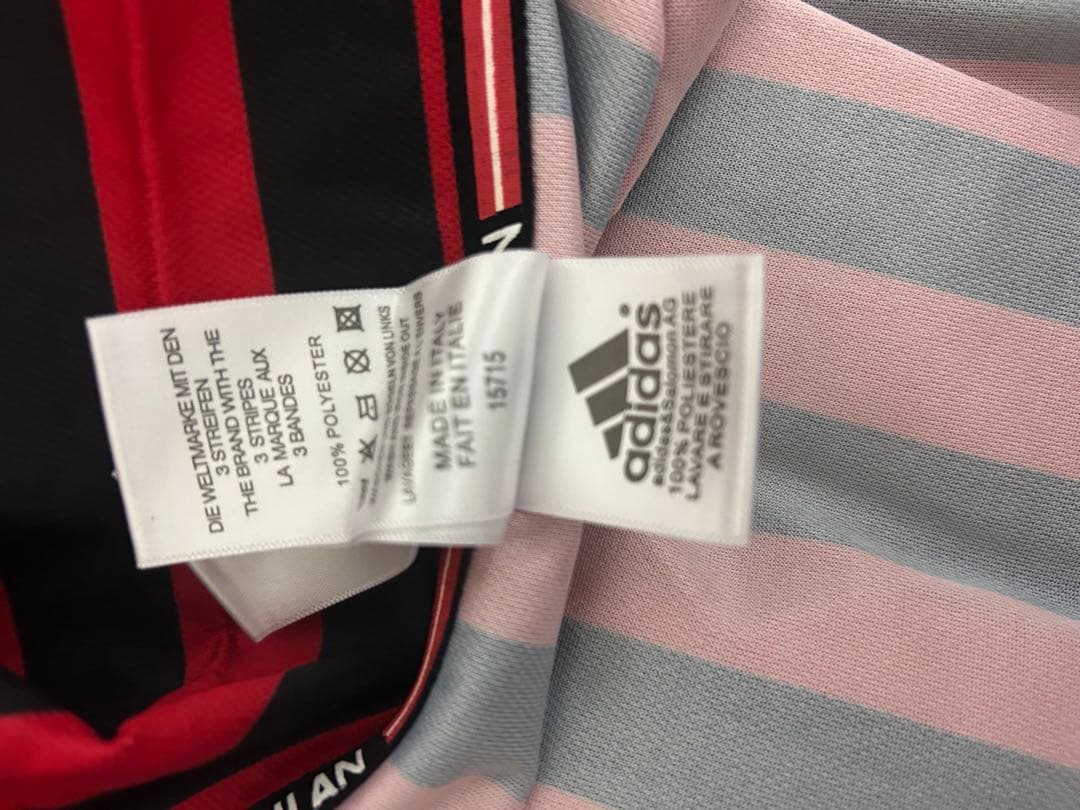 DIE WELTMARKE MIT DEN
3 STREIFEN
THE BRAND WITH THE
3 STRIPES
LA MARQUE AUX
3 BANDES
100% POLYESTER
MADE IN ITALY
FAIT EN ITALIE
15715
adidas
adidas&Salomon AG
100% POLIESTERE
LAVARE E STIRARE
A ROVESCIO
ILAN